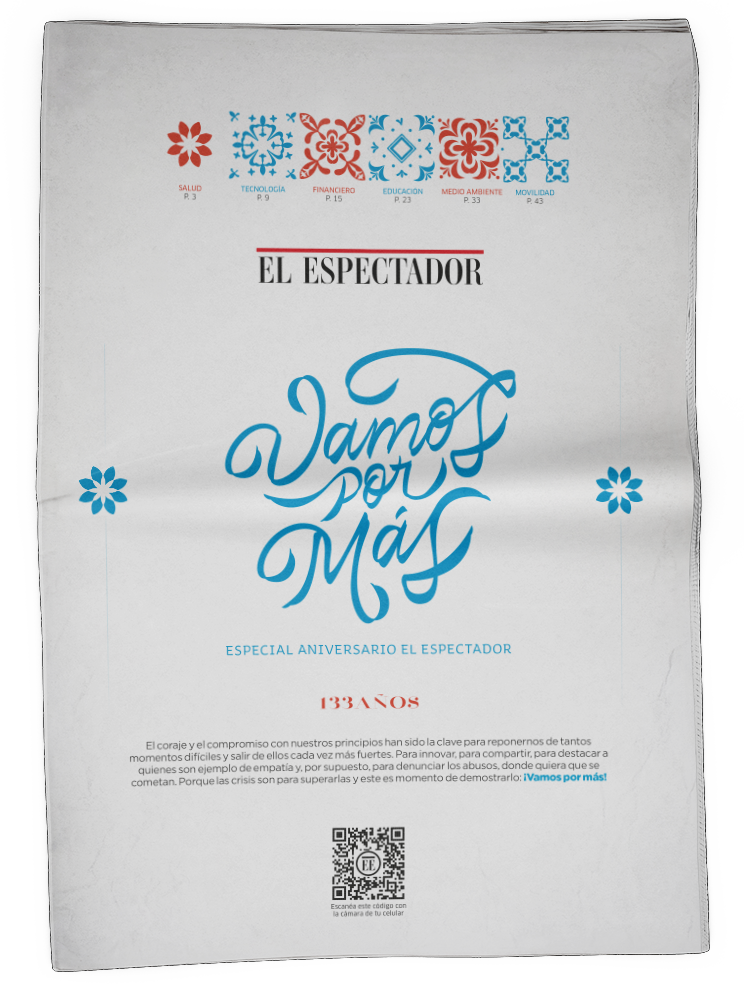 SALUD
P. 3
TECNOLOGÍA
P. 9
FINANCIERO
P. 15
EDUCACIÓN
P. 23
MEDIO AMBIENTE
P. 33
MOVILIDAD
P. 43
EL ESPECTADOR
Vamos
por
Más
ESPECIAL ANIVERSARIO EL ESPECTADOR
133 AÑOS
El coraje y el compromiso con nuestros principios han sido la clave para reponernos de tantos
momentos difíciles y salir de ellos cada vez más fuertes. Para innovar, para compartir, para destacar a
quienes son ejemplo de empatía y, por supuesto, para denunciar los abusos, donde quiera que se
cometan. Porque las crisis son para superarlas y este es momento de demostrarlo: ¡Vamos por más!
EE
Escanéa este código con
la cámara de tu celular